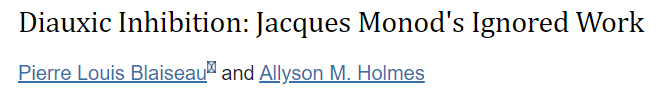 Diauxic Inhibition: Jacques Monod's Ignored Work
Pierre Louis Blaiseau and Allyson M. Holmes